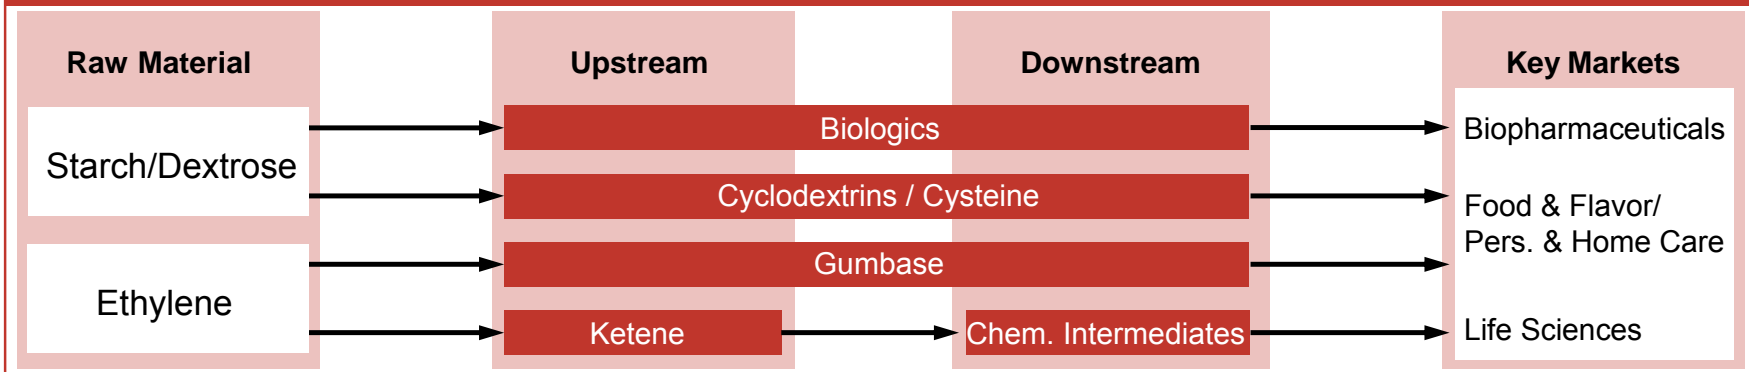 Raw Material
Upstream
Downstream
Key Markets
Starch/Dextrose
Biologics
Biopharmaceuticals
Cyclodextrins / Cysteine
Food & Flavor/
Pers. & Home Care
Ethylene
Gumbase
Ketene
Chem. Intermediates
Life Sciences